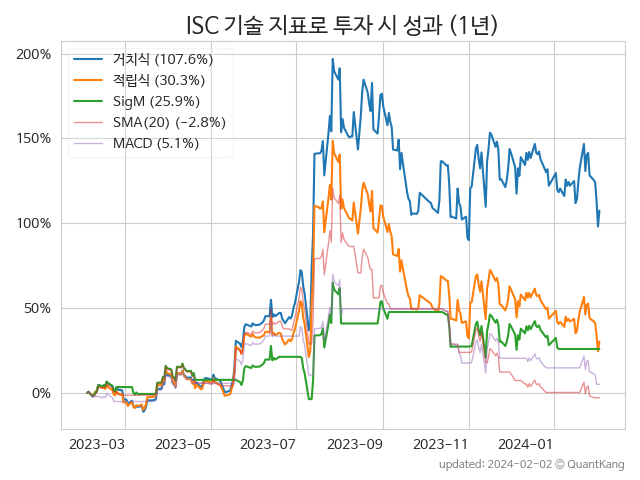 ISC 기술 지표로 투자 시 성과 (1년)
200%
150%
100%
50%
0%
거치식 (107.6%)
적립식 (30.3%)
SigM (25.9%)
SMA(20) (−2.8%)
MACD (5.1%)
2023-03 2023-05 2023-07 2023-09 2023-11 2024-01
updated: 2024-02-02 © QuantKang